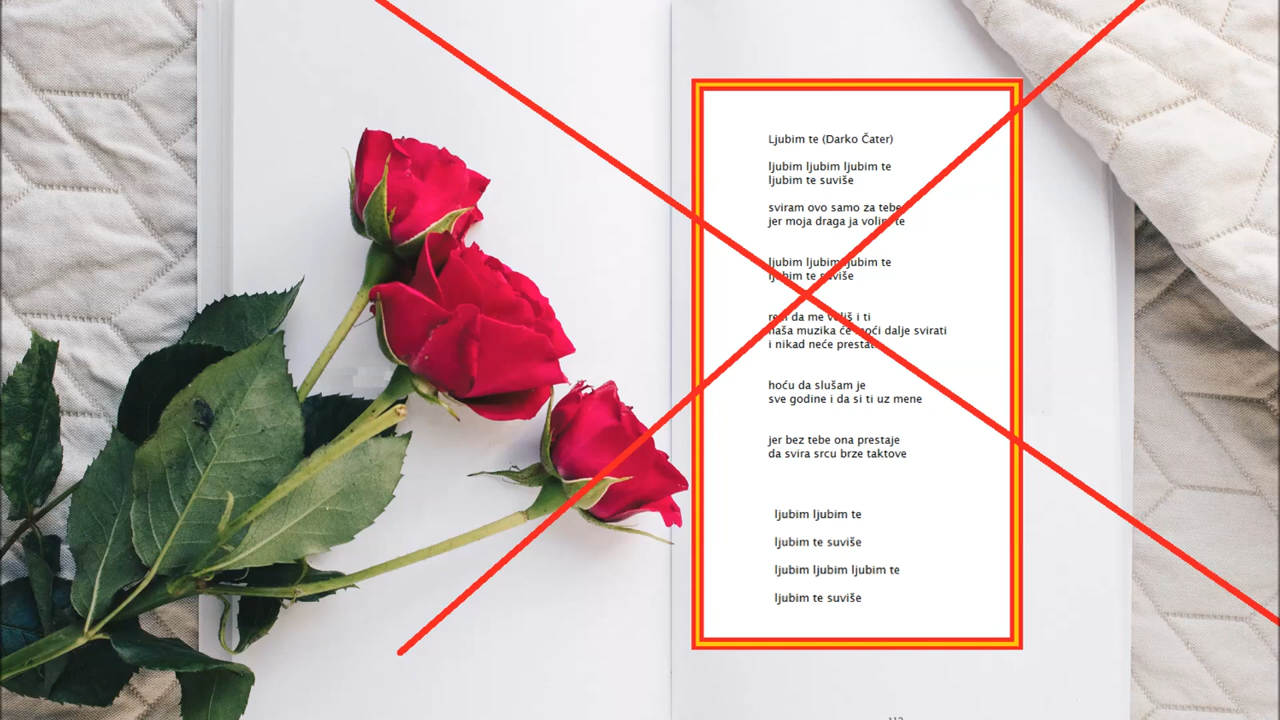 Ljubim te (Darko Čater)
ljubim ljubim ljubim te
ljubim te suviše
sviram ovo samo za tebe
jer moja draga ja volim te
ljubim ljubim ljubim te
ljubim te suviše
da me voliš i ti
naša muzika će moći dalje svirati
i nikad neće
hoću da slušam je
sve godine i da si ti uz mene
jer bez tebe ona prestaje
da svira srcu brze taktove
ljubim ljubim te
ljubim te suviše
ljubim ljubim ljubim te
ljubim te suviše